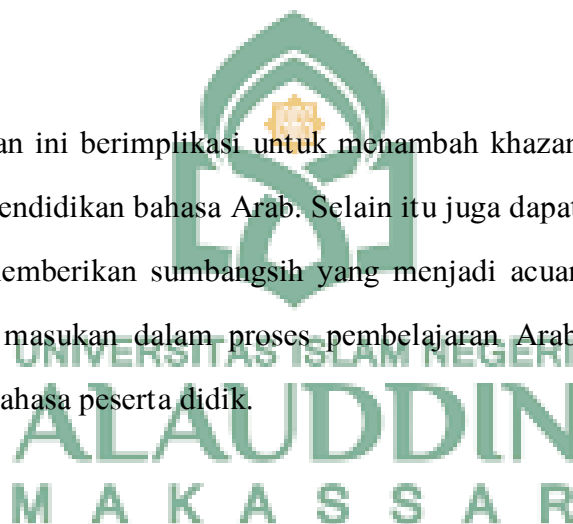 an ini berimplikasi untuk menambah khazan
endidikan bahasa Arab. Selain itu juga dapat
emberikan sumbangsih yang menjadi acuan
masukan dalam proses pembelajaran Arab
UNIVERSITAS ISLAM NEGERI
ahasa peserta didik.
ALAUDDIN
MAKASSAR